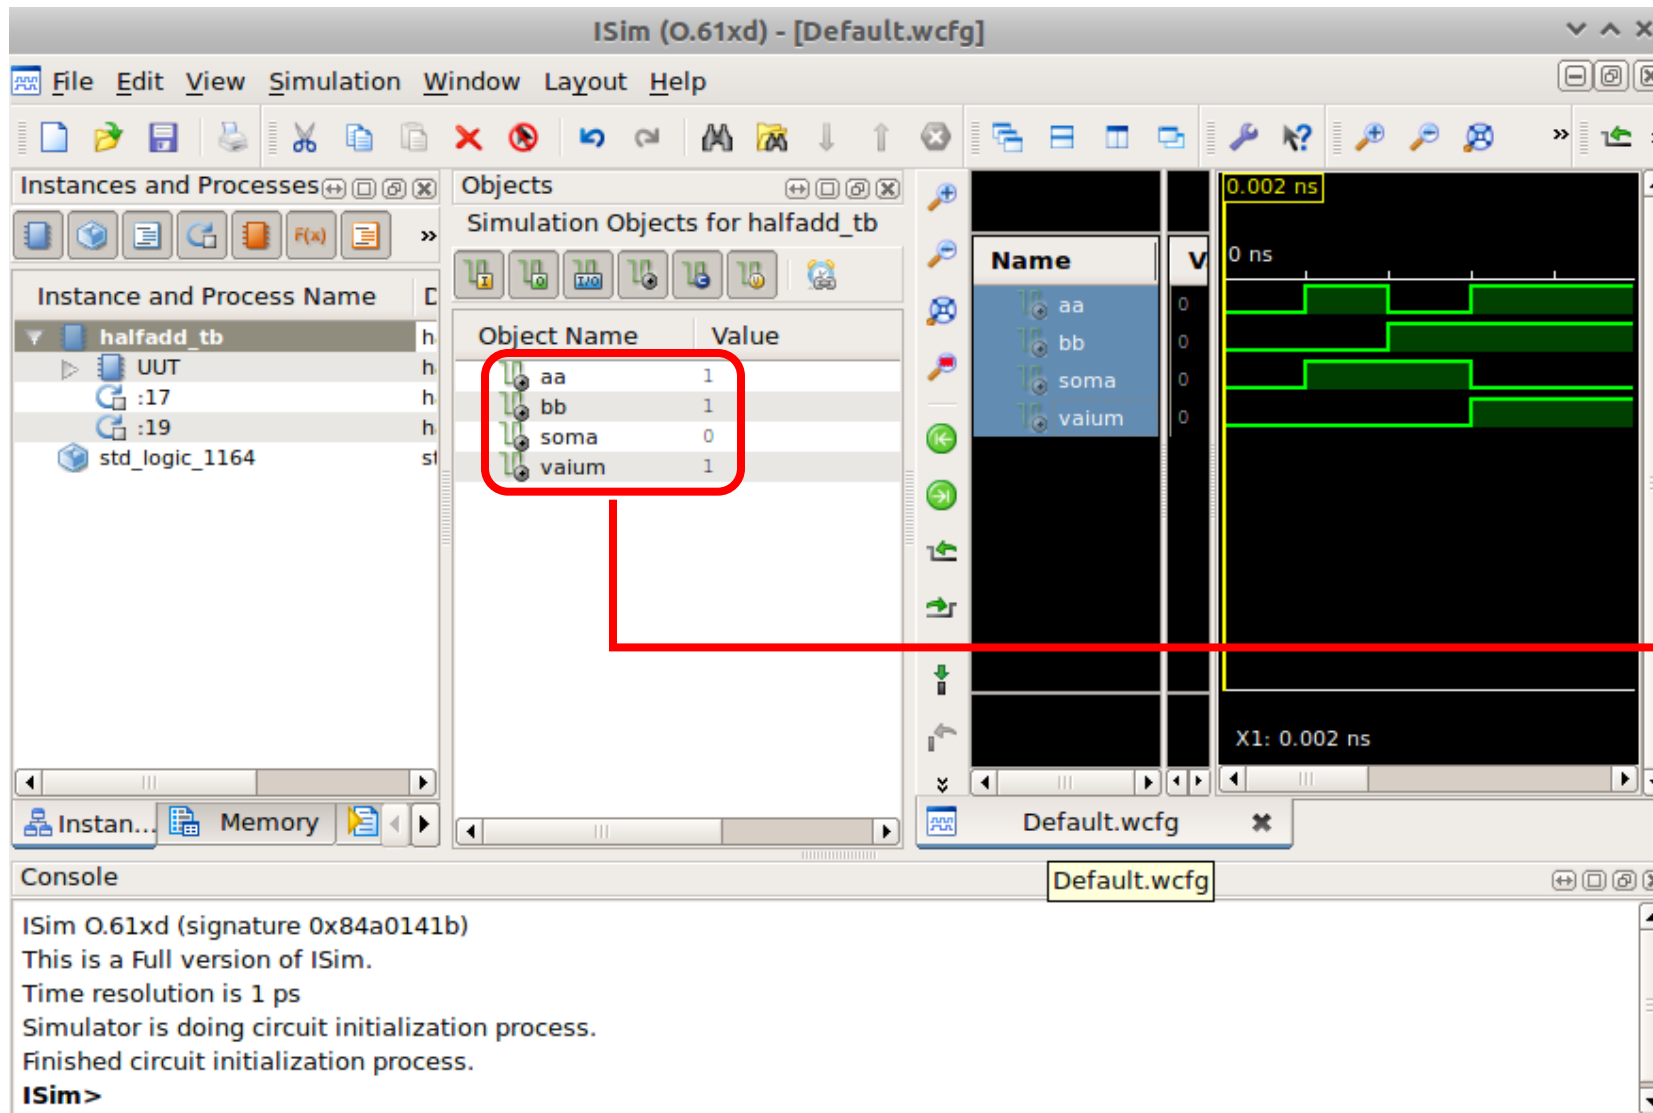 ISim (O.61xd) - [Default.wcfg]
File Edit View Simulation Window Layout Help
Instances and Processes
F(x)
Instance and Process Name D
halfadd_tb h
UUT h
:17 h
:19 h
std_logic_1164 st
Instan... Memory
Objects
Simulation Objects for halfadd_tb
I O I/O C V
Object Name Value
aa 1
bb 1
soma 0
vaium 1
Name V
aa 0
bb 0
soma 0
vaium 0
0.002 ns
0 ns
X1: 0.002 ns
Default.wcfg
Default.wcfg
Console
ISim O.61xd (signature 0x84a0141b)
This is a Full version of ISim.
Time resolution is 1 ps
Simulator is doing circuit initialization process.
Finished circuit initialization process.
ISim>